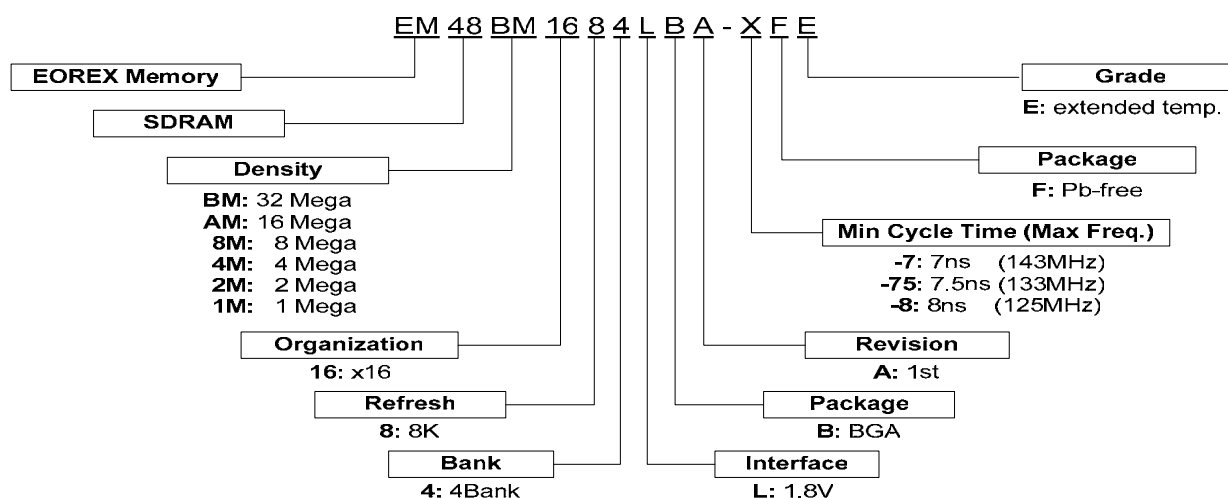 EM 48 BM 16 8 4 L B A - X F E
EOREX Memory
Grade
E: extended temp.
SDRAM
Density
BM: 32 Mega
AM: 16 Mega
8M: 8 Mega
4M: 4 Mega
2M: 2 Mega
1M: 1 Mega
Package
F: Pb-free
Min Cycle Time (Max Freq.)
-7: 7ns (143MHz)
-75: 7.5ns (133MHz)
-8: 8ns (125MHz)
Organization
16: x16
Revision
A: 1st
Refresh
8: 8K
Package
B: BGA
Bank
4: 4Bank
Interface
L: 1.8V